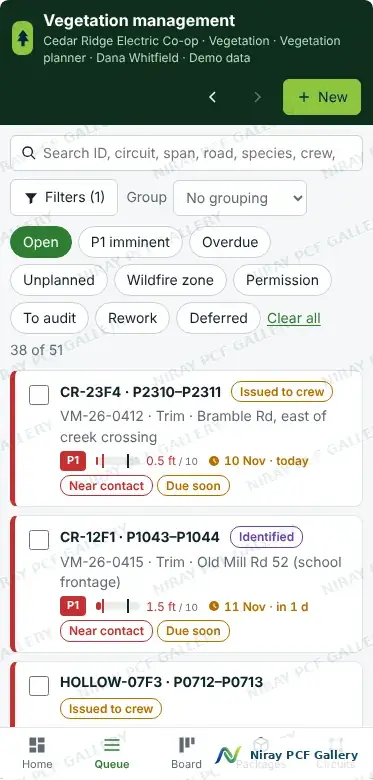 Vegetation management
Cedar Ridge Electric Co-op · Vegetation · Vegetation
planner · Dana Whitfield · Demo data
+ New
Search ID, circuit, span, road, species, crew,
Filters (1) Group No grouping
Open P1 imminent Overdue
Unplanned Wildfire zone Permission
To audit Rework Deferred Clear all
38 of 51
CR-23F4 · P2310–P2311 Issued to crew
VM-26-0412 · Trim · Bramble Rd, east of
creek crossing
P1 0.5 ft / 10 10 Nov · today
Near contact Due soon
CR-12F1 · P1043–P1044 Identified
VM-26-0415 · Trim · Old Mill Rd 52 (school
frontage)
P1 1.5 ft / 10 11 Nov · in 1 d
Near contact Due soon
HOLLOW-07F3 · P0712–P0713
Issued to crew
Home Queue Board Packages Circuits
Niray PCF Gallery
NIRAY PCF GALLERY